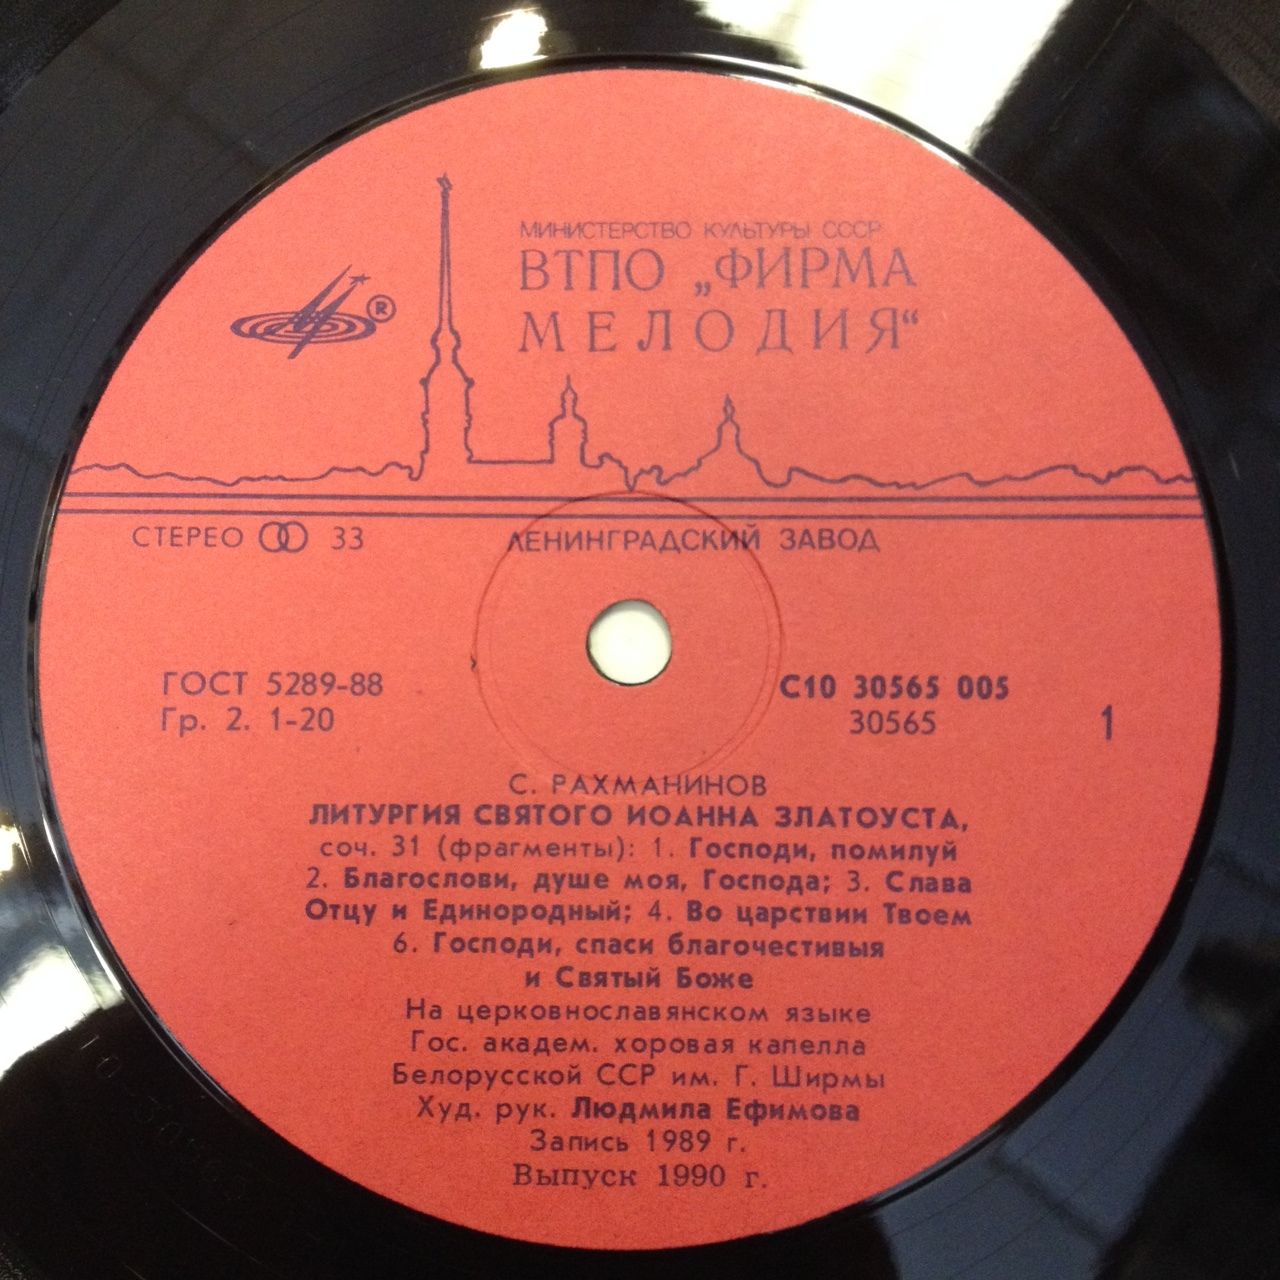 МИНИСТЕРСТВО КУЛЬТУРЫ СССР
ВТПО „ФИРМА
МЕЛОДИЯ“
®
СТЕРЕО 33
ЛЕНИНГРАДСКИЙ ЗАВОД
ГОСТ 5289-88
Гр. 2. 1-20
С10 30565 005
30565
1
С. РАХМАНИНОВ
ЛИТУРГИЯ СВЯТОГО ИОАННА ЗЛАТОУСТА,
соч. 31 (фрагменты): 1. Господи, помилуй
2. Благослови, душе моя, Господа; 3. Слава
Отцу и Единородный; 4. Во царствии Твоем
6. Господи, спаси благочестивыя
и Святый Боже
На церковнославянском языке
Гос. академ. хоровая капелла
Белорусской ССР им. Г. Ширмы
Худ. рук. Людмила Ефимова
Запись 1989 г.
Выпуск 1990 г.